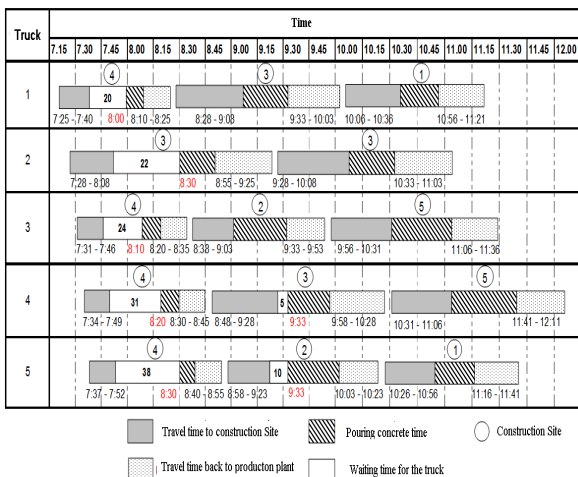 Truck
Time
7.15 7.30 7.45 8.00 8.15 8.30 8.45 9.00 9.15 9.30 9.45 10.00 10.15 10.30 10.45 11.00 11.15 11.30 11.45 12.00
4 3 1
1
20
7:25 - 7:40 8:00 8:10 - 8:25 8:28 - 9:08 9:33 - 10:03 10:06 - 10:36 10:56 - 11:21
3 3
2
22
7:28 - 8:08 8:30 8:55 - 9:25 9:28 - 10:08 10:33 - 11:03
4 2 5
3
24
7:31 - 7:46 8:10 8:20 - 8:35 8:38 - 9:03 9:33 - 9:53 9:56 - 10:31 11:06 - 11:36
4 3 5
4
31 5
7:34 - 7:49 8:20 8:30 - 8:45 8:48 - 9:28 9:33 9:58 - 10:28 10:31 - 11:06 11:41 - 12:11
4 2 1
5
38 10
7:37 - 7:52 8:30 8:40 - 8:55 8:58 - 9:23 9:33 10:03 - 10:23 10:26 - 10:56 11:16 - 11:41
Travel time to construction Site Pouring concrete time Construction Site
Travel time back to producton plant Waiting time for the truck